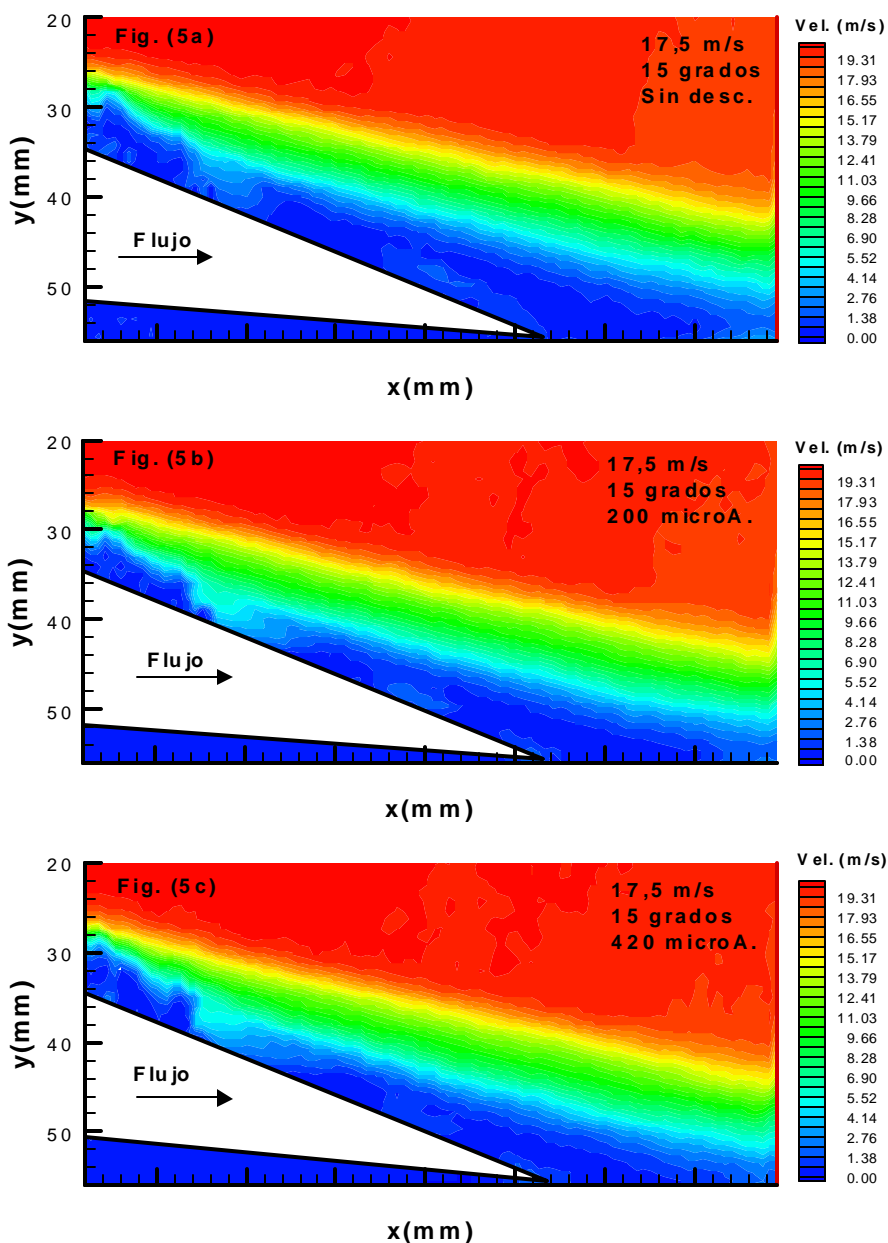 Fig. (5a)
17,5 m/s
15 grados
Sin desc.
Flujo
20
30
40
50
y(mm)
x(mm)
Vel. (m/s)
19.31
17.93
16.55
15.17
13.79
12.41
11.03
9.66
8.28
6.90
5.52
4.14
2.76
1.38
0.00
Fig. (5b)
17,5 m/s
15 grados
200 microA.
Flujo
20
30
40
50
y(mm)
x(mm)
Vel. (m/s)
19.31
17.93
16.55
15.17
13.79
12.41
11.03
9.66
8.28
6.90
5.52
4.14
2.76
1.38
0.00
Fig. (5c)
17,5 m/s
15 grados
420 microA.
Flujo
20
30
40
50
y(mm)
x(mm)
Vel. (m/s)
19.31
17.93
16.55
15.17
13.79
12.41
11.03
9.66
8.28
6.90
5.52
4.14
2.76
1.38
0.00